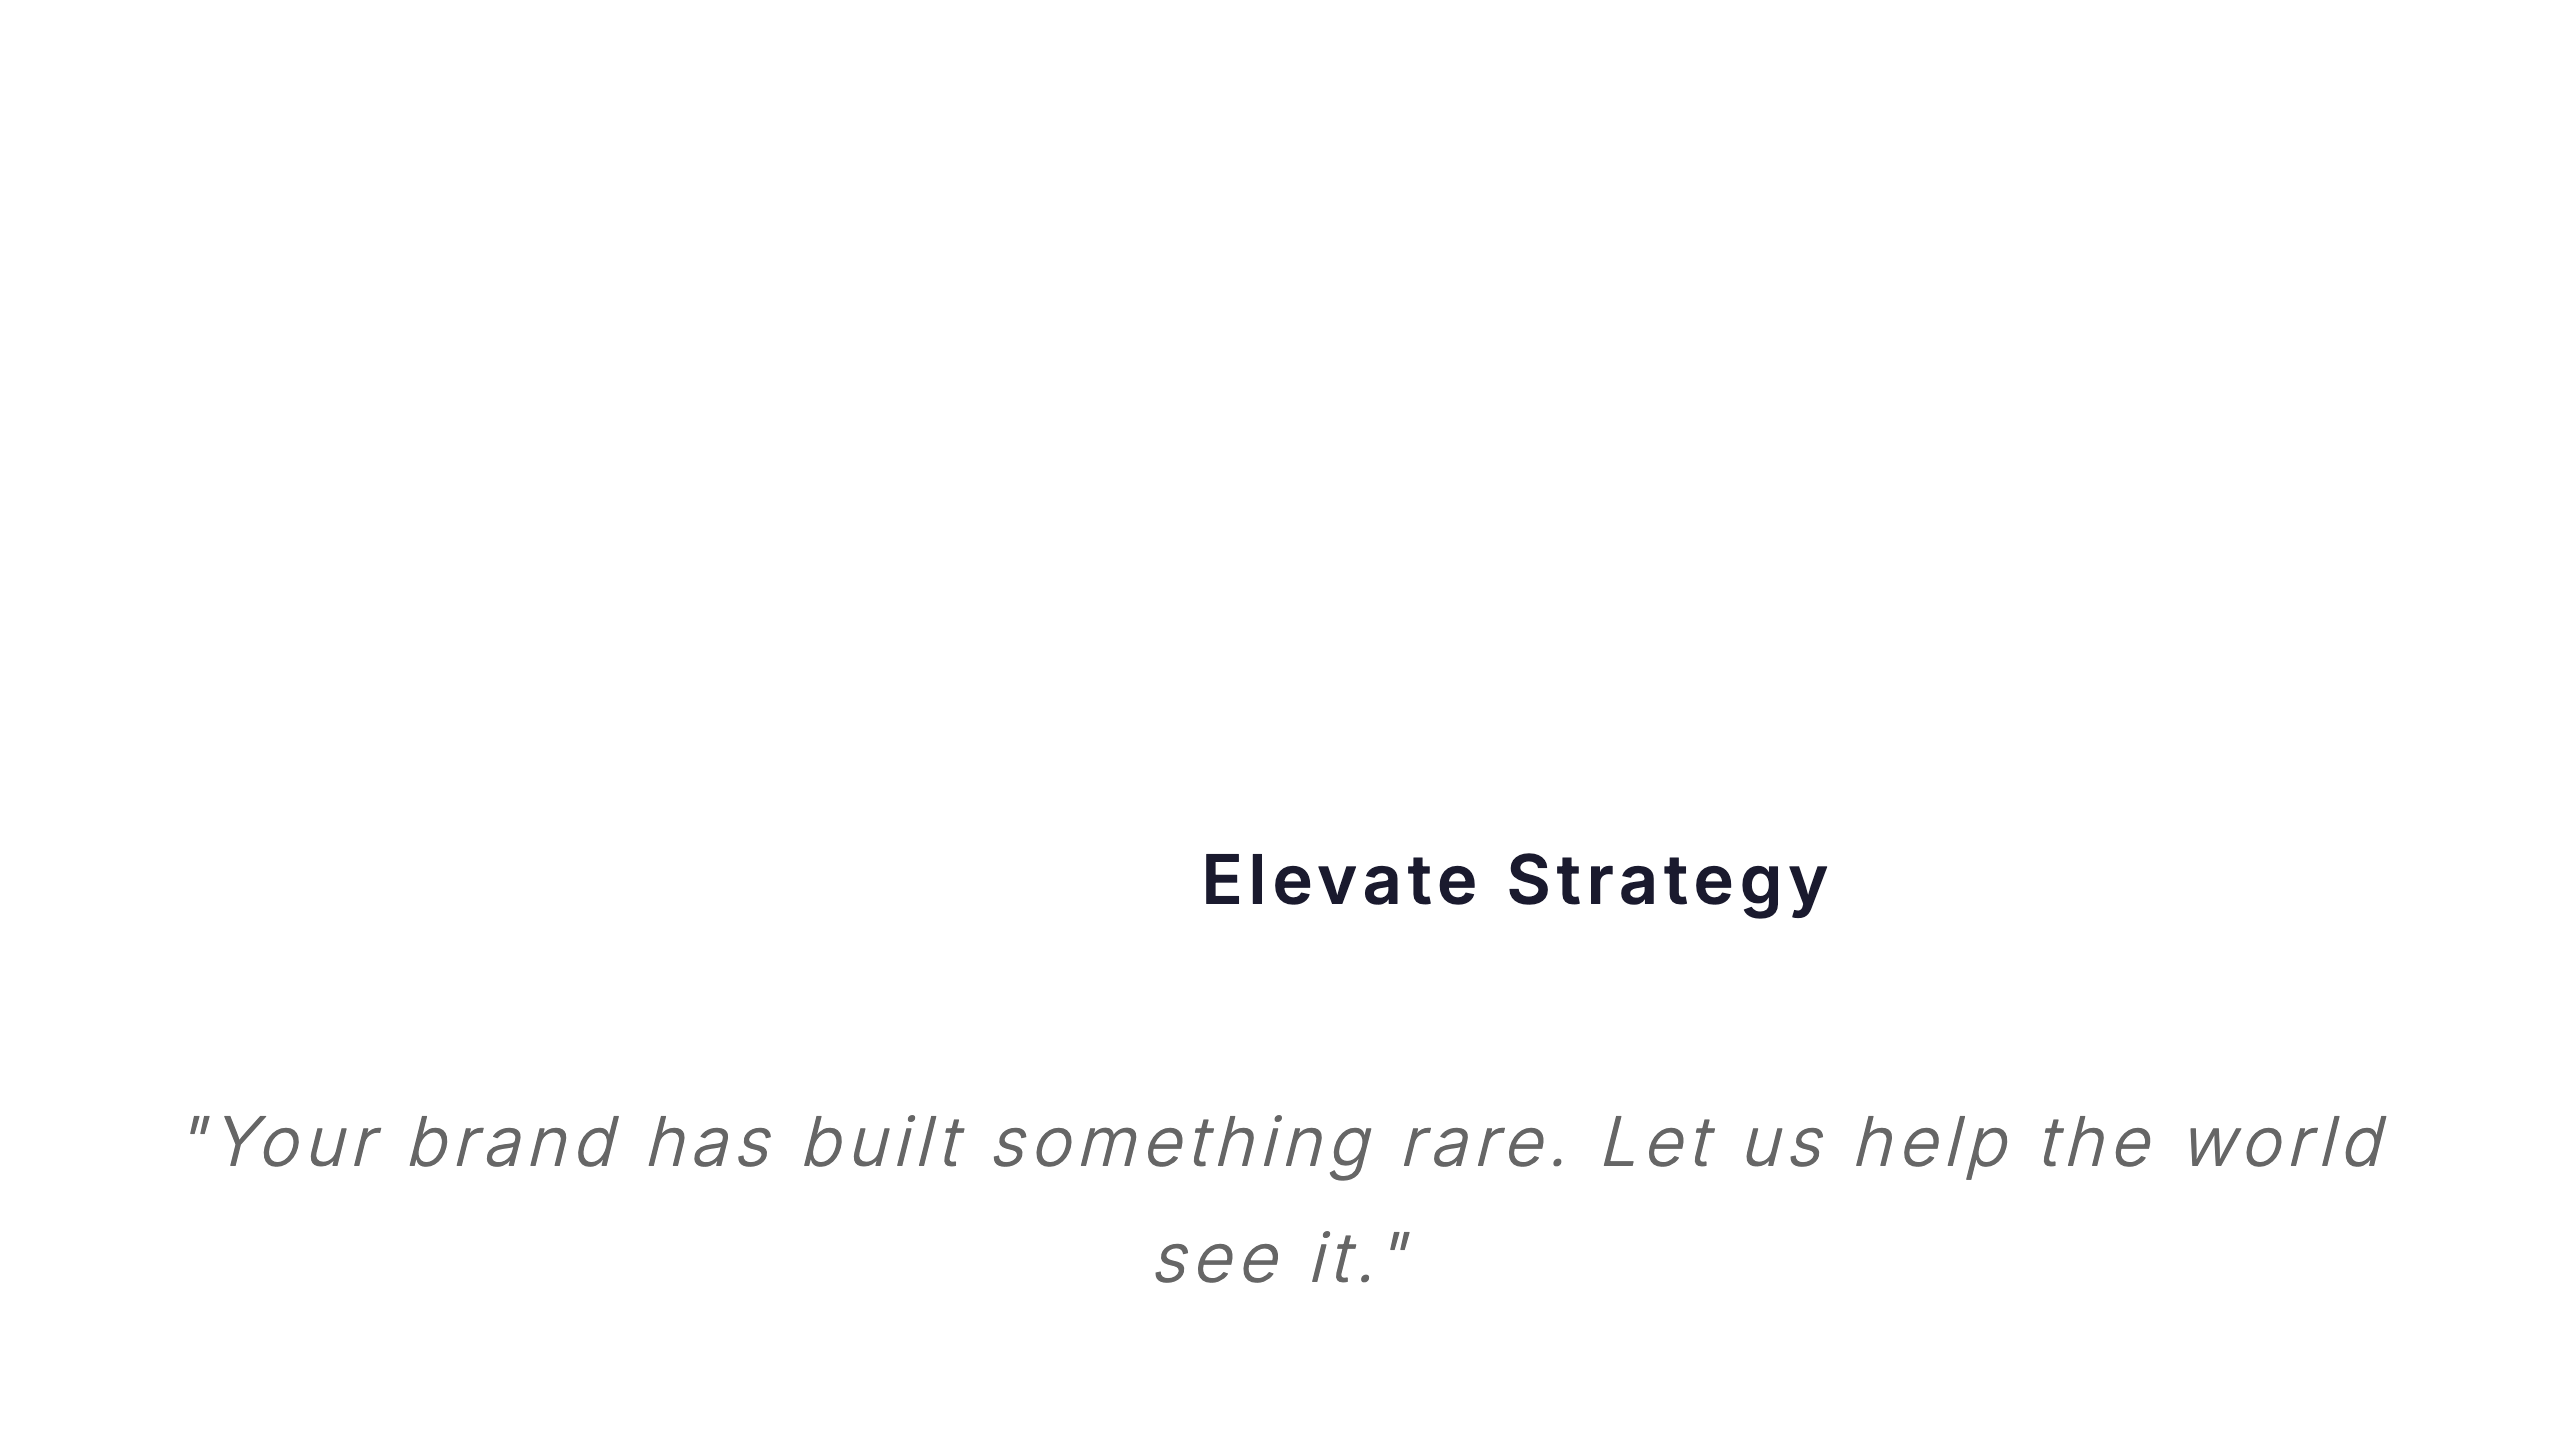 Elevate Strategy
"Your brand has built something rare. Let us help the world
see it."